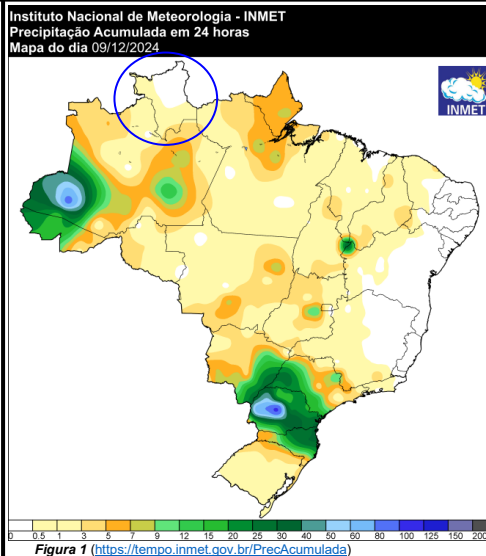 Instituto Nacional de Meteorologia - INMET
Precipitação Acumulada em 24 horas
Mapa do dia 09/12/2024
INMET
0 0.5 1 3 5 7 9 12 15 20 25 30 40 50 60 80 100 125 150 200
Figura 1 (https://tempo.inmet.gov.br/PrecAcumulada)